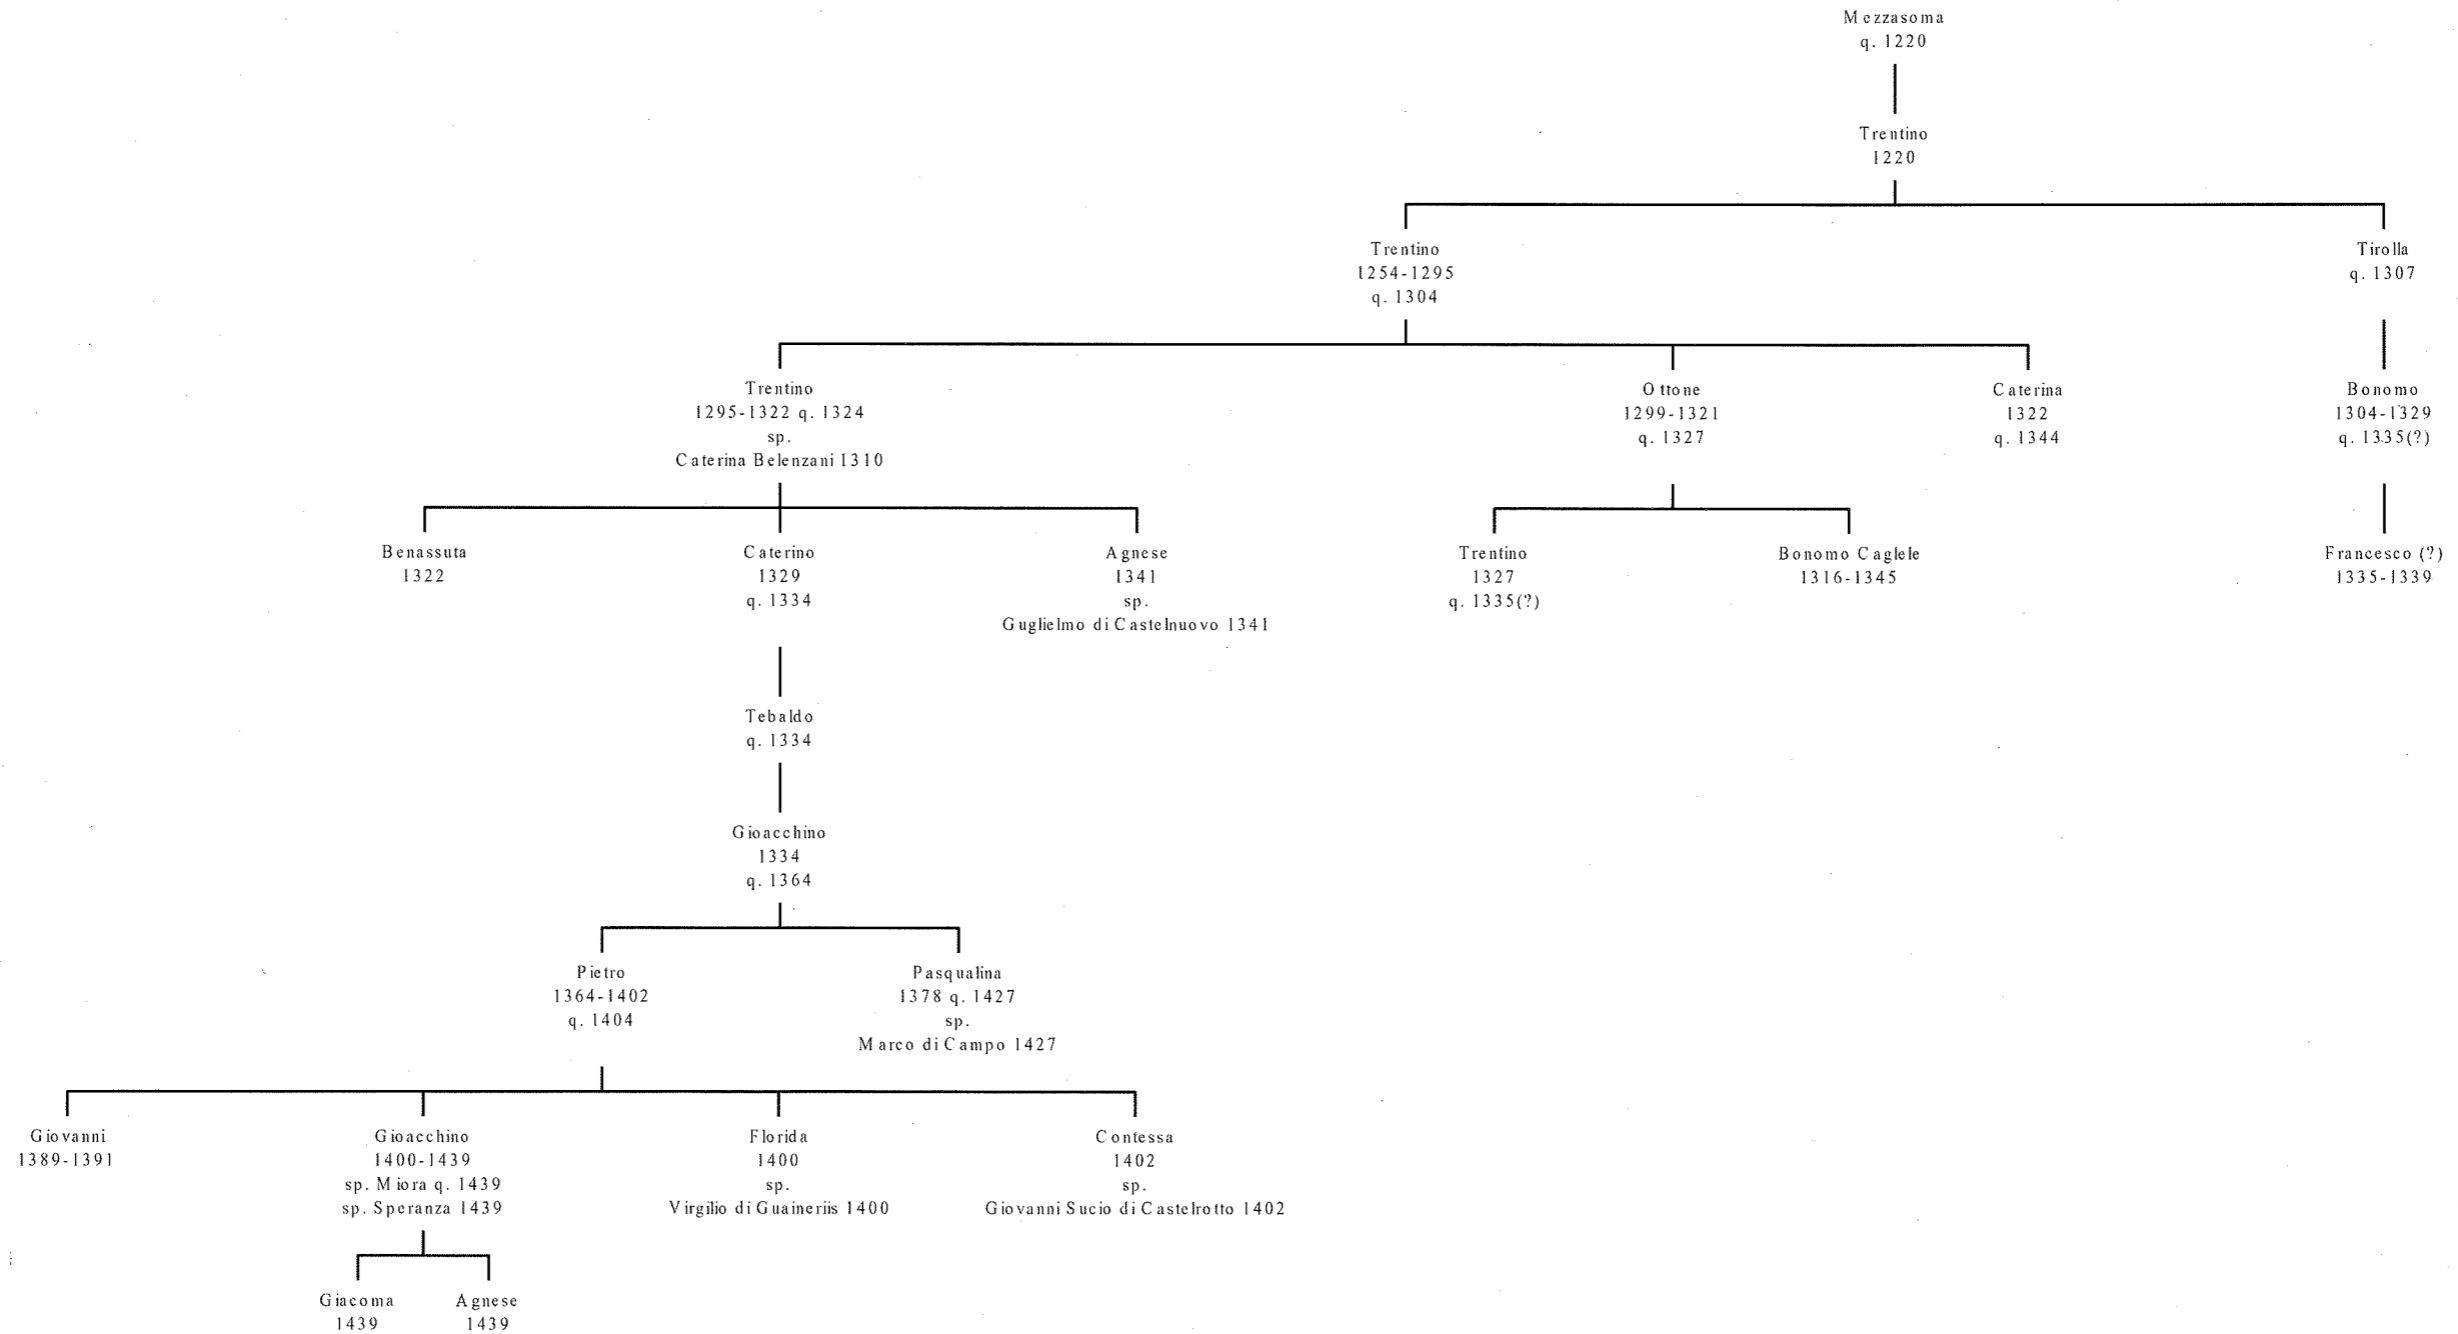 Mezzasoma
q. 1220
Trentino
1220
Trentino
1254-1295
q. 1304
Tirolla
q. 1307
Trentino
1295-1322 q. 1324
sp.
Caterina Belenzani 1310
Ottone
1299-1321
q. 1327
Caterina
1322
q. 1344
Bonomo
1304-1329
q. 1335(?)
Benassuta
1322
Caterino
1329
q. 1334
Agnese
1341
sp.
Guglielmo di Castelnuovo 1341
Trentino
1327
q. 1335(?)
Bonomo Caglele
1316-1345
Francesco (?)
1335-1339
Tebaldo
q. 1334
Gioacchino
1334
q. 1364
Pietro
1364-1402
q. 1404
Pasqualina
1378 q. 1427
sp.
Marco di Campo 1427
Giovanni
1389-1391
Gioacchino
1400-1439
sp. Miora q. 1439
sp. Speranza 1439
Florida
1400
sp.
Virgilio di Guaineriis 1400
Contessa
1402
sp.
Giovanni Sucio di Castelrotto 1402
Giacoma
1439
Agnese
1439